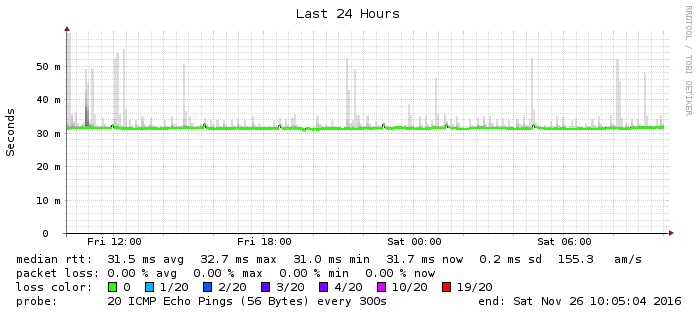 Last 24 Hours
RRDTOOL / TOBI OETIKER
Seconds
50 m
40 m
30 m
20 m
10 m
0
Fri 12:00 Fri 18:00 Sat 00:00 Sat 06:00
median rtt: 31.5 ms avg 32.7 ms max 31.0 ms min 31.7 ms now 0.2 ms sd 155.3 am/s
packet loss: 0.00 % avg 0.00 % max 0.00 % min 0.00 % now
loss color: 0 1/20 2/20 3/20 4/20 10/20 19/20
probe: 20 ICMP Echo Pings (56 Bytes) every 300s end: Sat Nov 26 10:05:04 2016